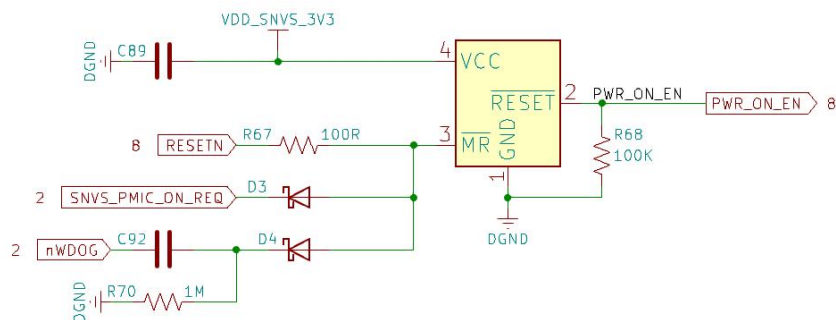 VDD_SNVS_3V3
C89
DGND
4
VCC
RESET
2
PWR_ON_EN
PWR_ON_EN
8
8
RESETN
R67
100R
3
MR
GND
1
R68
100K
2
SNVS_PMIC_ON_REQ
D3
DGND
2
nWDOG
C92
D4
DGND
R70
1M